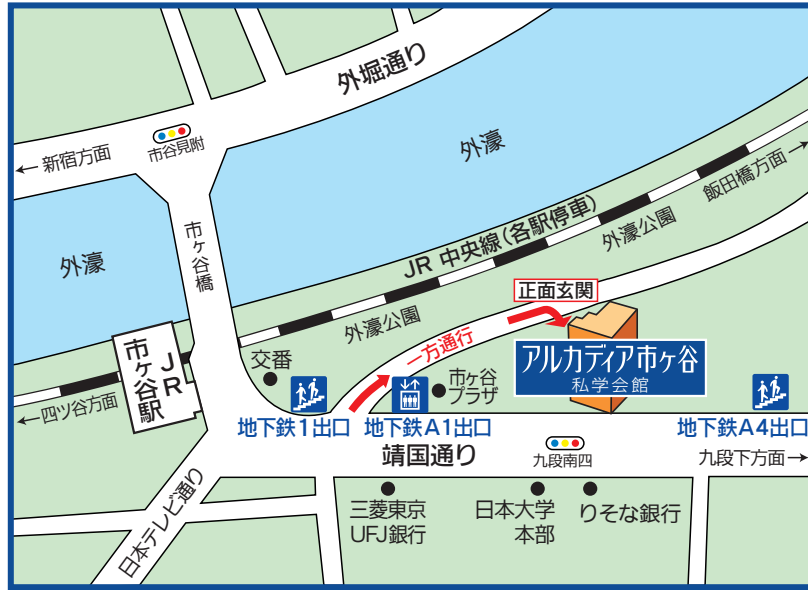 外堀通り
市谷見附
←新宿方面
外濠
飯田橋方面→
市ヶ谷橋
外濠
JR 中央線(各駅停車)
外濠公園
外濠公園
正面玄関
一方通行
アルカディア市ヶ谷
私学会館
JR
市ヶ谷駅
交番
市ヶ谷
プラザ
←四ツ谷方面
地下鉄1出口
地下鉄A1出口
地下鉄A4出口
靖国通り
九段南四
九段下方面→
日本テレビ通り
三菱東京
UFJ銀行
日本大学
本部
りそな銀行